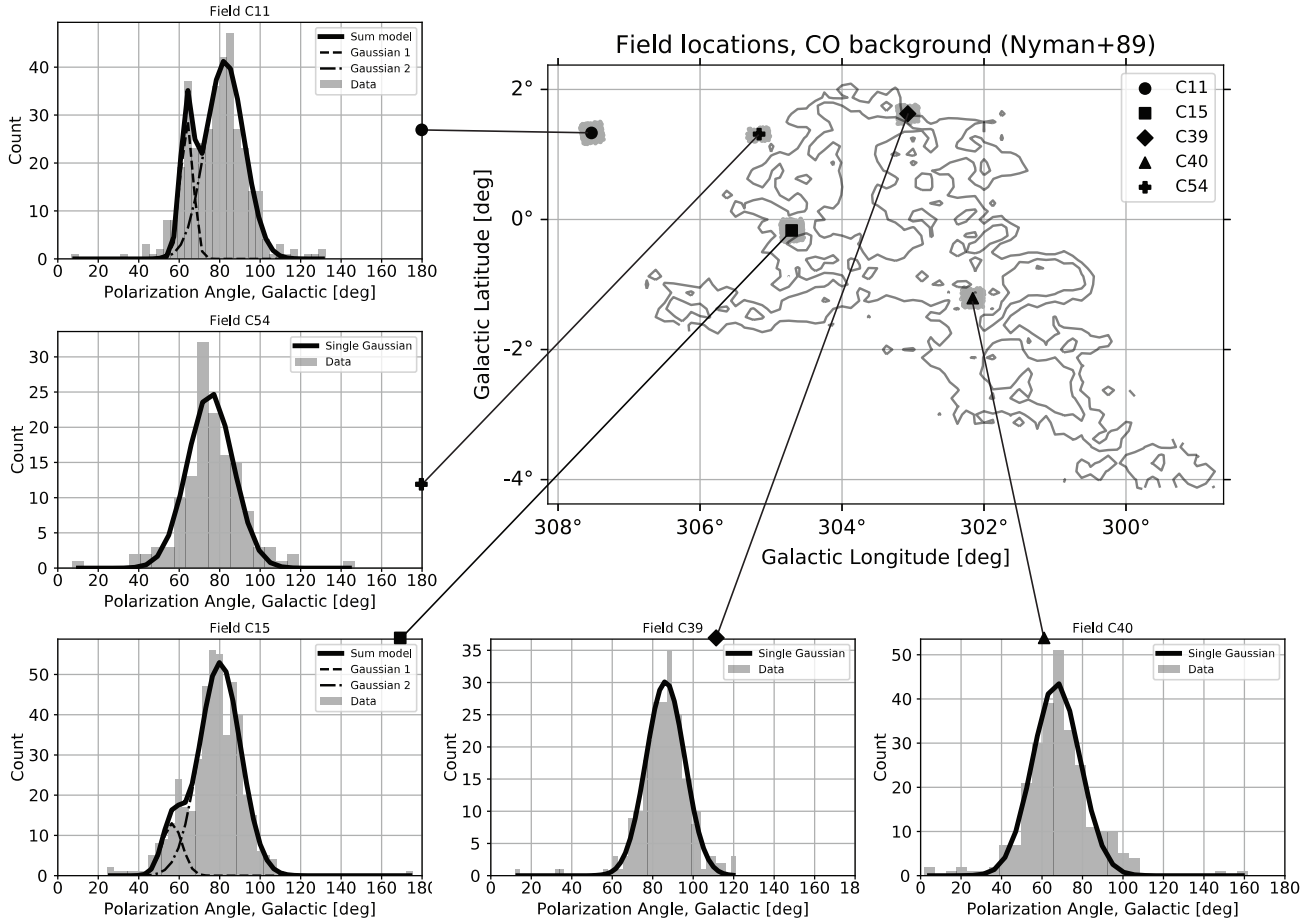 Field C11
Count
40
30
20
10
0
Sum model
Gaussian 1
Gaussian 2
Data
0 20 40 60 80 100 120 140 160 180
Polarization Angle, Galactic [deg]
Field locations, CO background (Nyman+89)
Galactic Latitude [deg]
2°
0°
-2°
-4°
C11
C15
C39
C40
C54
308° 306° 304° 302° 300°
Galactic Longitude [deg]
Field C54
Count
30
25
20
15
10
5
0
Single Gaussian
Data
0 20 40 60 80 100 120 140 160 180
Polarization Angle, Galactic [deg]
Field C15
Count
50
40
30
20
10
0
Sum model
Gaussian 1
Gaussian 2
Data
0 20 40 60 80 100 120 140 160 180
Polarization Angle, Galactic [deg]
Field C39
Count
35
30
25
20
15
10
5
0
Single Gaussian
Data
0 20 40 60 80 100 120 140 160 180
Polarization Angle, Galactic [deg]
Field C40
Count
50
40
30
20
10
0
Single Gaussian
Data
0 20 40 60 80 100 120 140 160 180
Polarization Angle, Galactic [deg]